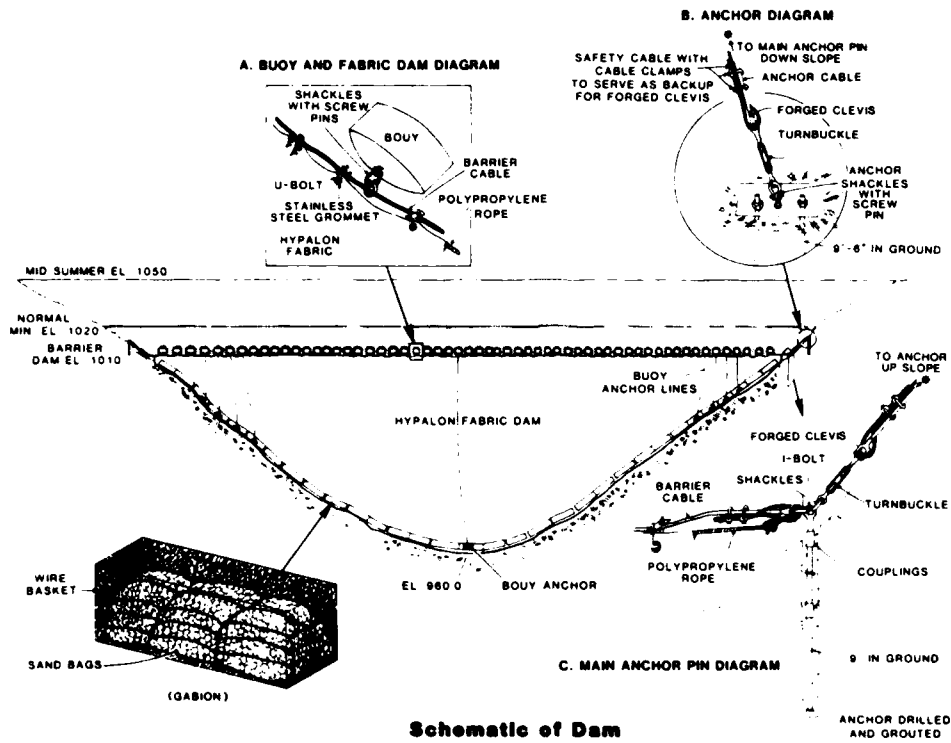 B. ANCHOR DIAGRAM
TO MAIN ANCHOR PIN
DOWN SLOPE
SAFETY CABLE WITH
CABLE CLAMPS
TO SERVE AS BACKUP
FOR FORGED CLEVIS
ANCHOR CABLE
FORGED CLEVIS
TURNBUCKLE
ANCHOR
SHACKLES
WITH
SCREW
PIN
9'-6" IN GROUND
A. BUOY AND FABRIC DAM DIAGRAM
SHACKLES
WITH SCREW
PINS
BOUY
BARRIER
CABLE
U-BOLT
STAINLESS
STEEL GROMMET
POLYPROPYLENE
ROPE
HYPALON
FABRIC
MID SUMMER EL 1050
NORMAL
MIN EL 1020
BARRIER
DAM EL 1010
BUOY
ANCHOR LINES
HYPALON FABRIC DAM
EL 960 0
BOUY ANCHOR
WIRE
BASKET
SAND BAGS
(GABION)
TO ANCHOR
UP SLOPE
FORGED CLEVIS
I-BOLT
SHACKLES
BARRIER
CABLE
TURNBUCKLE
POLYPROPYLENE
ROPE
COUPLINGS
C. MAIN ANCHOR PIN DIAGRAM
9' IN GROUND
ANCHOR DRILLED
AND GROUTED
Schematic of Dam